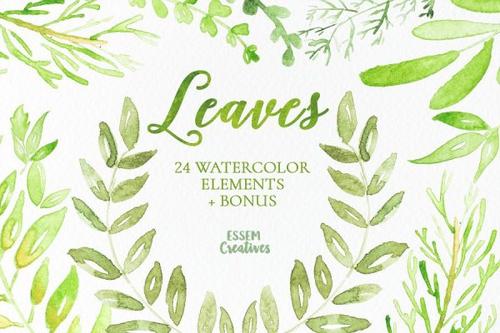 Leaves
24 WATERCOLOR
ELEMENTS
+ BONUS
ESSEM
Creatives